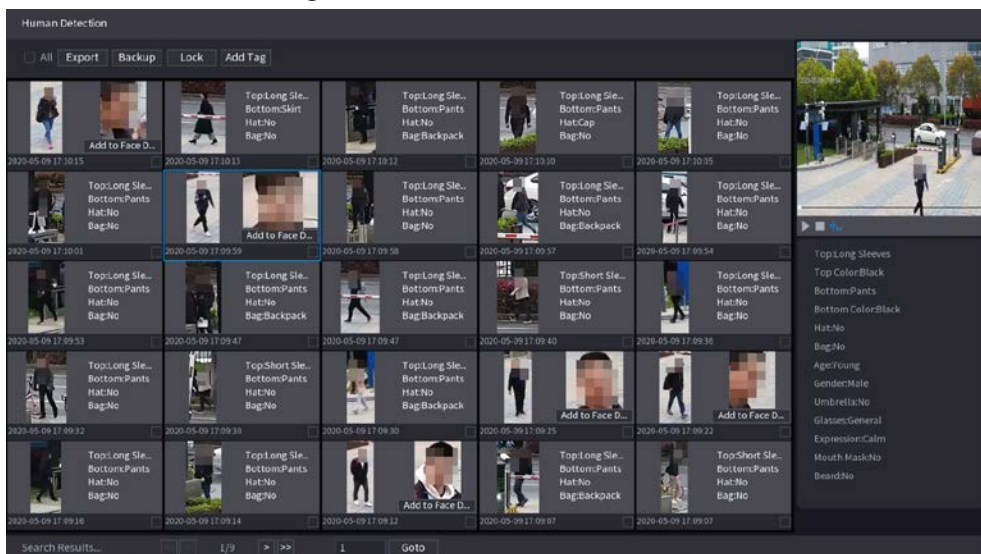 Human Detection
All Export Backup Lock Add Tag
Add to Face D...
2020-05-09 17:10:15
Top:Long Sle...
Bottom:Skirt
Hat:No
Bag:No
2020-05-09 17:10:13
Top:Long Sle...
Bottom:Pants
Hat:No
Bag:Backpack
2020-05-09 17:10:12
Top:Long Sle...
Bottom:Pants
Hat:Cap
Bag:No
2020-05-09 17:10:10
Top:Long Sle...
Bottom:Pants
Hat:No
Bag:No
2020-05-09 17:10:35
Top:Long Sle...
Bottom:Pants
Hat:No
Bag:No
2020-05-09 17:10:01
Add to Face D...
2020-05-09 17:09:59
Top:Long Sle...
Bottom:Pants
Hat:No
Bag:No
2020-05-09 17:09:58
Top:Long Sle...
Bottom:Pants
Hat:No
Bag:Backpack
2020-05-09 17:09:57
Top:Long Sle...
Bottom:Pants
Hat:No
Bag:No
2020-05-09 17:09:54
Top:Long Sle...
Bottom:Pants
Hat:No
Bag:No
2020-05-09 17:09:53
Top:Long Sle...
Bottom:Pants
Hat:No
Bag:Backpack
2020-05-09 17:09:47
Top:Long Sle...
Bottom:Pants
Hat:No
Bag:Backpack
2020-05-09 17:09:47
Top:Short Sle...
Bottom:Pants
Hat:No
Bag:No
2020-05-09 17:09:40
Top:Long Sle...
Bottom:Pants
Hat:No
Bag:No
2020-05-09 17:09:38
Top:Long Sle...
Bottom:Pants
Hat:No
Bag:No
2020-05-09 17:09:32
Top:Short Sle...
Bottom:Pants
Hat:No
Bag:No
2020-05-09 17:09:30
Top:Long Sle...
Bottom:Pants
Hat:No
Bag:Backpack
2020-05-09 17:09:30
Add to Face D...
2020-05-09 17:09:25
Add to Face D...
2020-05-09 17:09:22
Top:Long Sle...
Bottom:Pants
Hat:No
Bag:No
2020-05-09 17:09:16
Top:Long Sle...
Bottom:Pants
Hat:No
Bag:No
2020-05-09 17:09:14
Add to Face D...
2020-05-09 17:09:12
Top:Long Sle...
Bottom:Pants
Hat:No
Bag:Backpack
2020-05-09 17:09:07
Top:Short Sle...
Bottom:Pants
Hat:No
Bag:No
2020-05-09 17:09:07
Top:Long Sleeves
Top Color:Black
Bottom:Pants
Bottom Color:Black
Hat:No
Bag:No
Age:Young
Gender:Male
Umbrella:No
Glasses:General
Expression:Calm
Mouth Mask:No
Beard:No
Search Results... 1/9 > >> 1 Goto